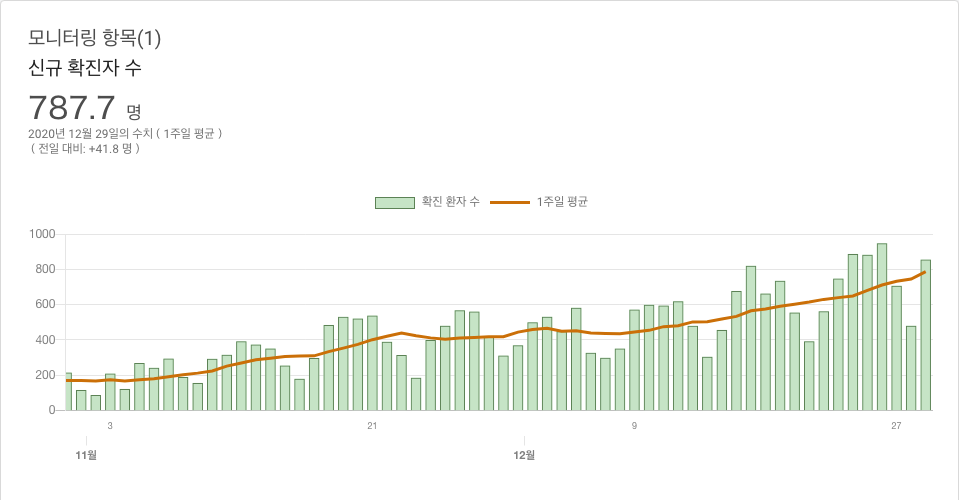 모니터링 항목(1)
신규 확진자 수
787.7 명
2020년 12월 29일의 수치 ( 1주일 평균 )
( 전일 대비: +41.8 명 )
확진 환자 수 1주일 평균
1000
800
600
400
200
0
3 21 9 27
11월 12월